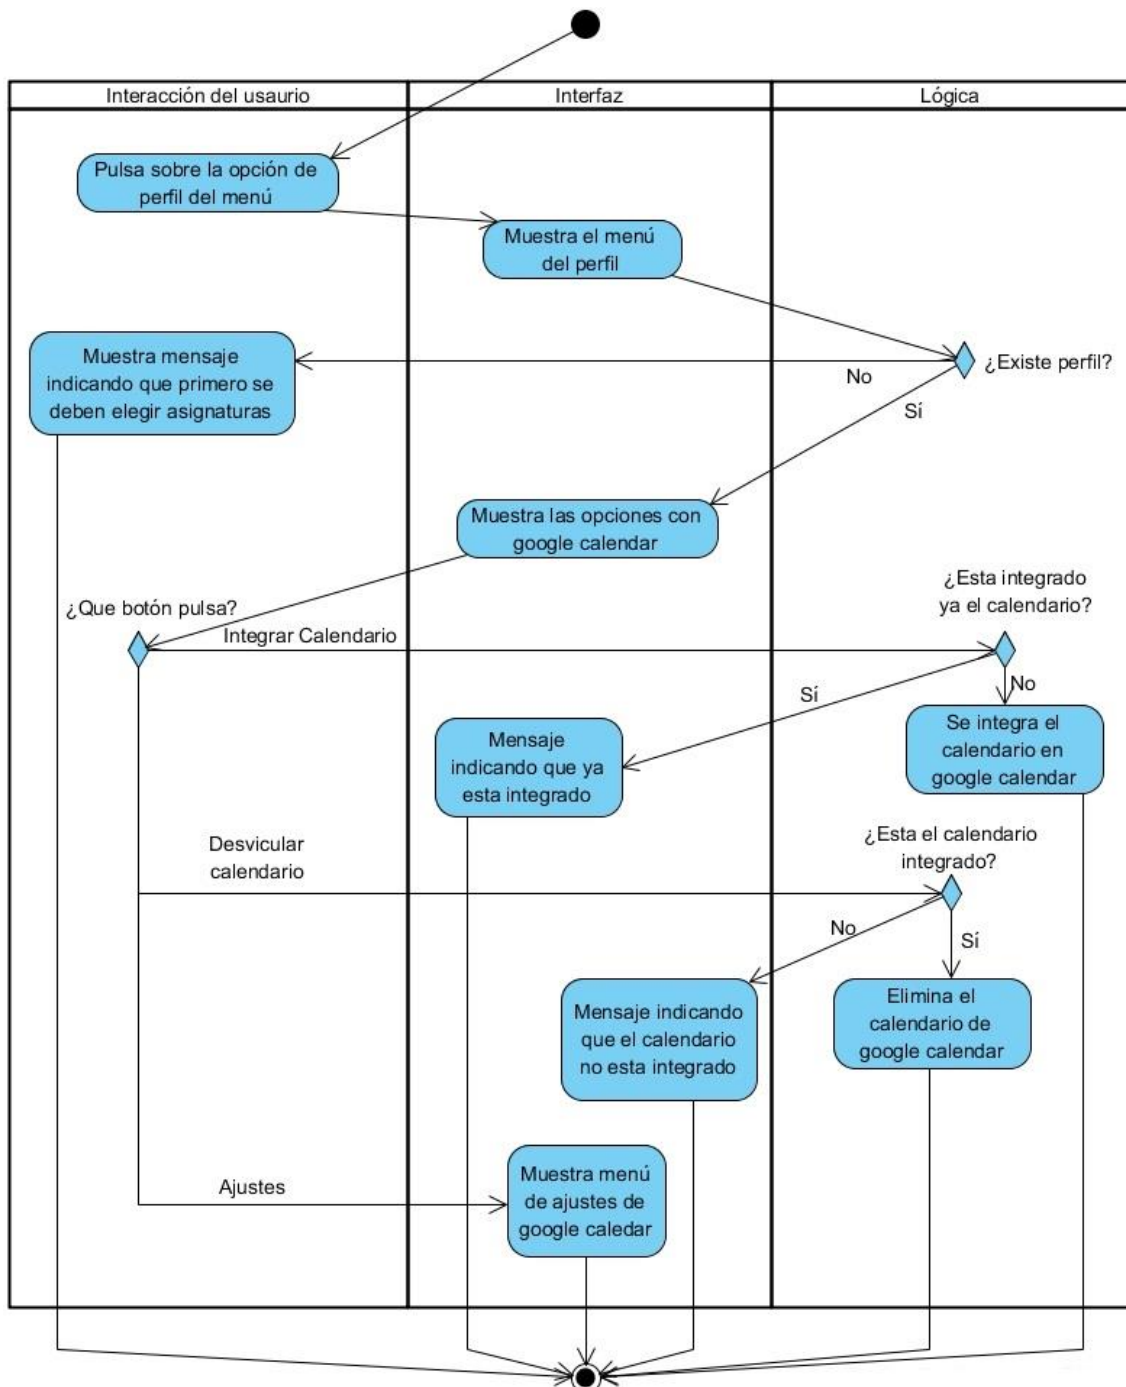 Interacción del usaurio
Interfaz
Lógica
Pulsa sobre la opción de
perfil del menú
Muestra el menú
del perfil
Muestra mensaje
indicando que primero se
deben elegir asignaturas
No
¿Existe perfil?
Sí
Muestra las opciones con
google calendar
¿Que botón pulsa?
Integrar Calendario
¿Esta integrado
ya el calendario?
Sí
No
Mensaje
indicando que ya
esta integrado
Se integra el
calendario en
google calendar
Desvicular
calendario
¿Esta el calendario
integrado?
No
Sí
Mensaje indicando
que el calendario
no esta integrado
Elimina el
calendario de
google calendar
Ajustes
Muestra menú
de ajustes de
google caledar